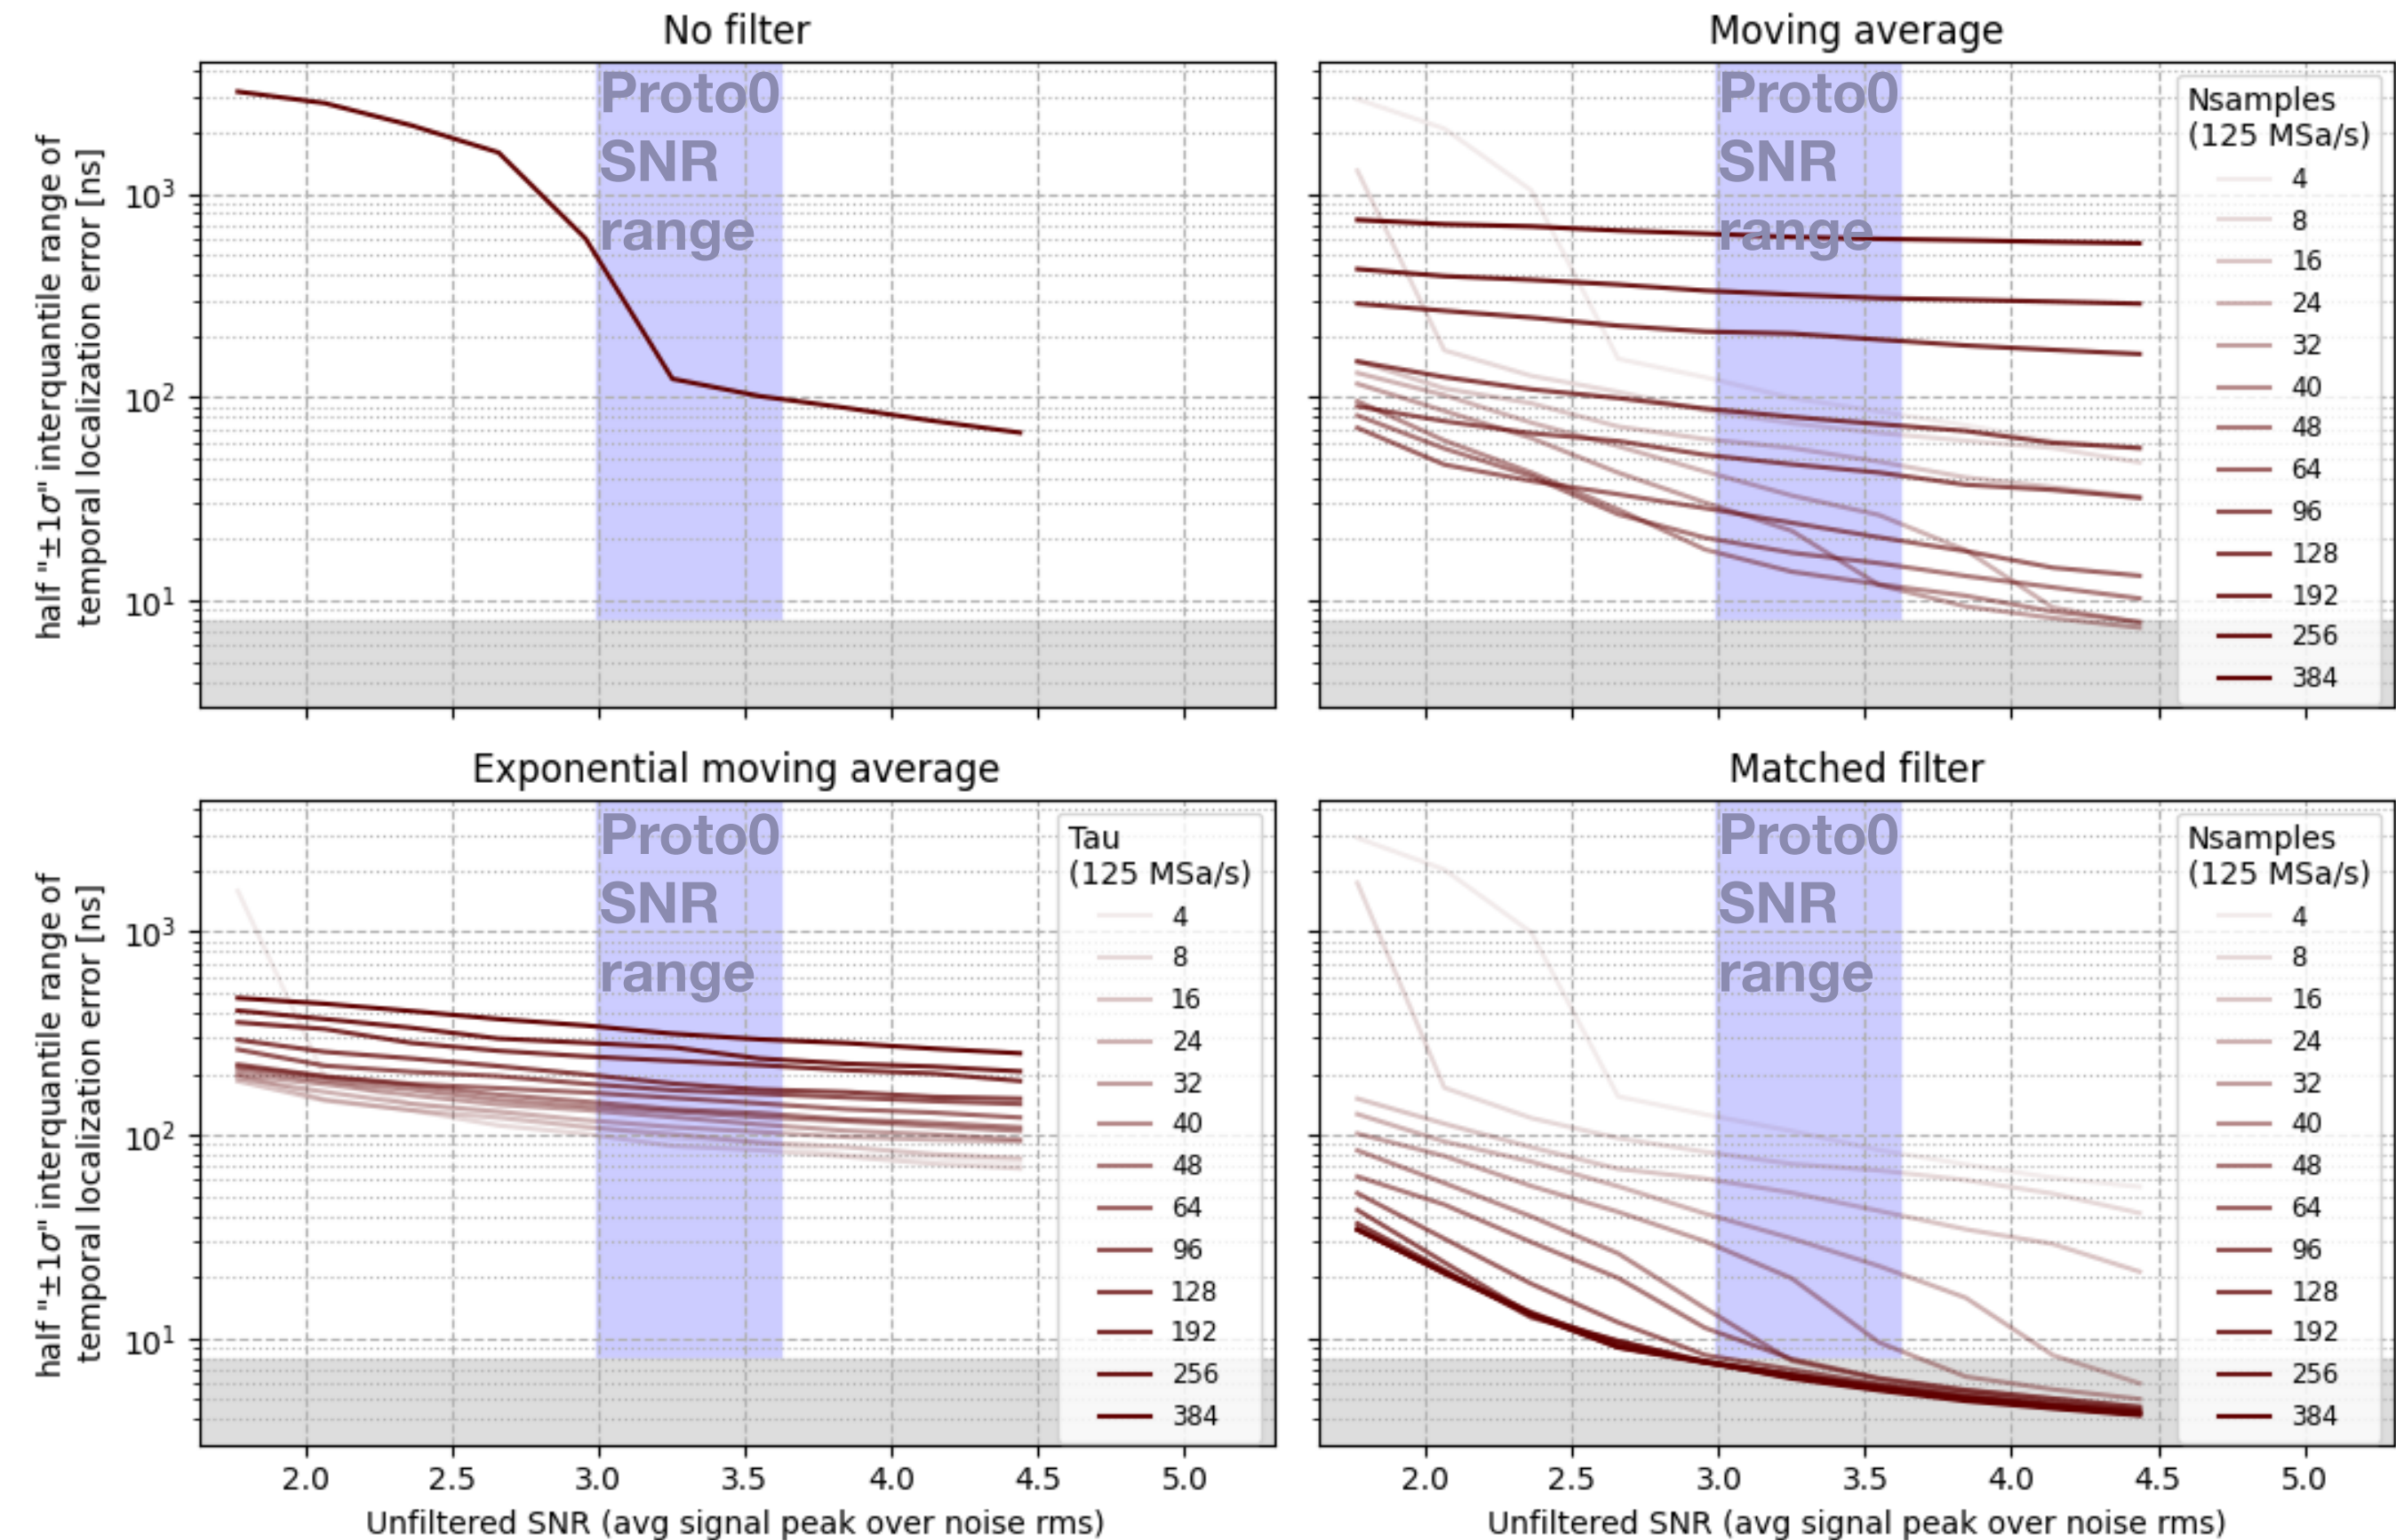 No filter
Proto0
SNR
range
half "±1σ" interquantile range of
temporal localization error [ns]
10³
10²
10¹
Moving average
Proto0
SNR
range
Nsamples
(125 MSa/s)
4
8
16
24
32
40
48
64
96
128
192
256
384
Exponential moving average
Proto0
SNR
range
half "±1σ" interquantile range of
temporal localization error [ns]
10³
10²
10¹
Tau
(125 MSa/s)
4
8
16
24
32
40
48
64
96
128
192
256
384
2.0 2.5 3.0 3.5 4.0 4.5 5.0
Unfiltered SNR (avg signal peak over noise rms)
Matched filter
Proto0
SNR
range
Nsamples
(125 MSa/s)
4
8
16
24
32
40
48
64
96
128
192
256
384
2.0 2.5 3.0 3.5 4.0 4.5 5.0
Unfiltered SNR (avg signal peak over noise rms)